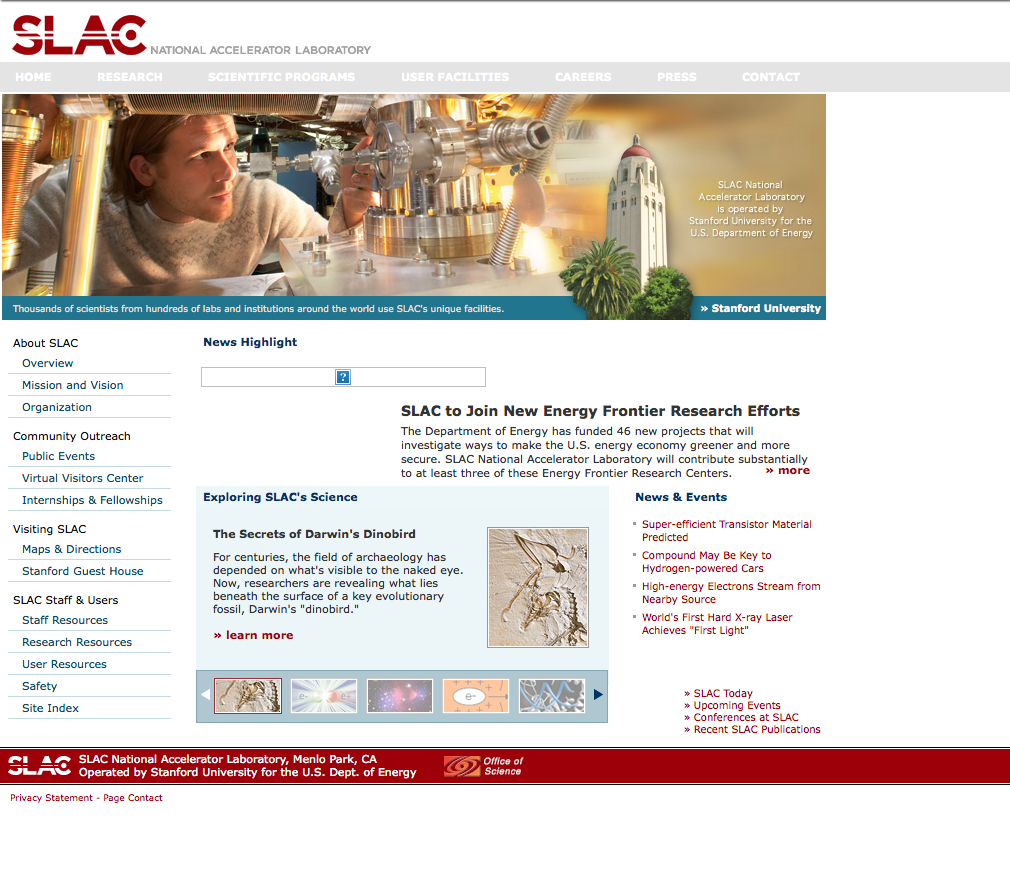 SLAC NATIONAL ACCELERATOR LABORATORY
HOME RESEARCH SCIENTIFIC PROGRAMS USER FACILITIES CAREERS PRESS CONTACT
SLAC National
Accelerator Laboratory
is operated by
Stanford University for the
U.S. Department of Energy
Thousands of scientists from hundreds of labs and institutions around the world use SLAC's unique facilities.
» Stanford University
About SLAC
Overview
Mission and Vision
Organization
Community Outreach
Public Events
Virtual Visitors Center
Internships & Fellowships
Visiting SLAC
Maps & Directions
Stanford Guest House
SLAC Staff & Users
Staff Resources
Research Resources
User Resources
Safety
Site Index
News Highlight
?
SLAC to Join New Energy Frontier Research Efforts
The Department of Energy has funded 46 new projects that will
investigate ways to make the U.S. energy economy greener and more
secure. SLAC National Accelerator Laboratory will contribute substantially
to at least three of these Energy Frontier Research Centers.
» more
Exploring SLAC's Science
The Secrets of Darwin's Dinobird
For centuries, the field of archaeology has
depended on what's visible to the naked eye.
Now, researchers are revealing what lies
beneath the surface of a key evolutionary
fossil, Darwin's "dinobird."
» learn more
e- e-
e-
News & Events
Super-efficient Transistor Material
Predicted
Compound May Be Key to
Hydrogen-powered Cars
High-energy Electrons Stream from
Nearby Source
World's First Hard X-ray Laser
Achieves "First Light"
» SLAC Today
» Upcoming Events
» Conferences at SLAC
» Recent SLAC Publications
SLAC
SLAC National Accelerator Laboratory, Menlo Park, CA
Operated by Stanford University for the U.S. Dept. of Energy
Office of
Science
Privacy Statement - Page Contact